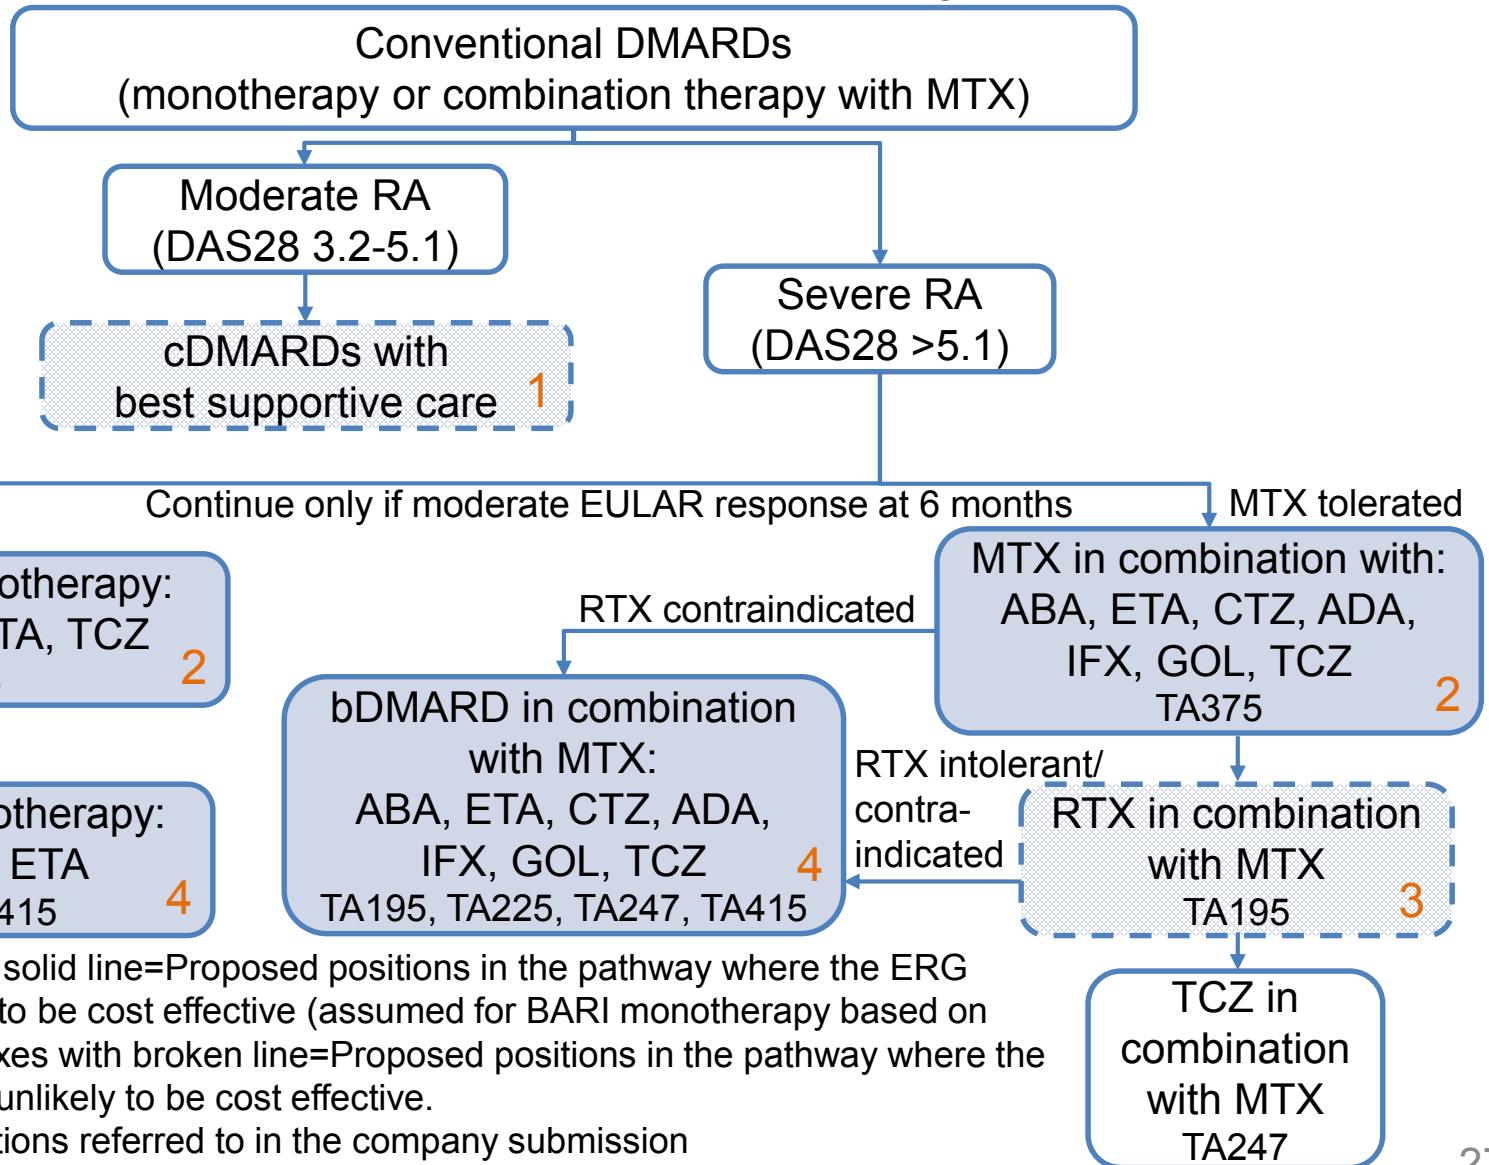 Conventional DMARDs
(monotherapy or combination therapy with MTX)
Moderate RA
(DAS28 3.2-5.1)
Severe RA
(DAS28 >5.1)
cDMARDs with
best supportive care
1
Continue only if moderate EULAR response at 6 months
MTX tolerated
otherapy:
TA, TCZ
2
RTX contraindicated
MTX in combination with:
ABA, ETA, CTZ, ADA,
IFX, GOL, TCZ
TA375
2
bDMARD in combination
with MTX:
ABA, ETA, CTZ, ADA,
IFX, GOL, TCZ
4
TA195, TA225, TA247, TA415
RTX intolerant/
contra-
indicated
otherapy:
ETA
415
4
RTX in combination
with MTX
TA195
3
TCZ in
combination
with MTX
TA247
solid line=Proposed positions in the pathway where the ERG
to be cost effective (assumed for BARI monotherapy based on
xes with broken line=Proposed positions in the pathway where the
unlikely to be cost effective.
tions referred to in the company submission